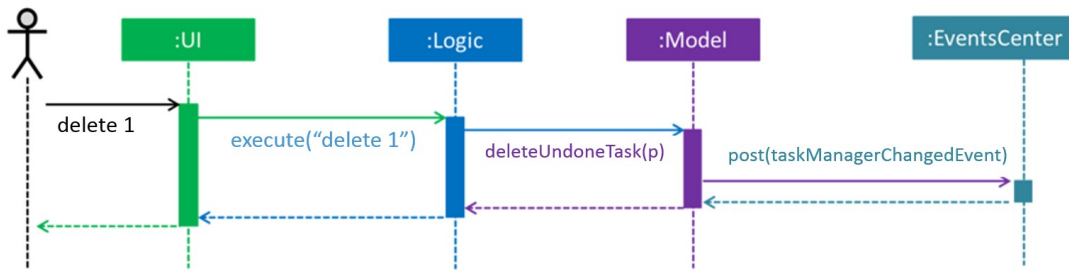 :UI
:Logic
:Model
:EventsCenter
delete 1
execute(“delete 1”)
deleteUndoneTask(p)
post(taskManagerChangedEvent)